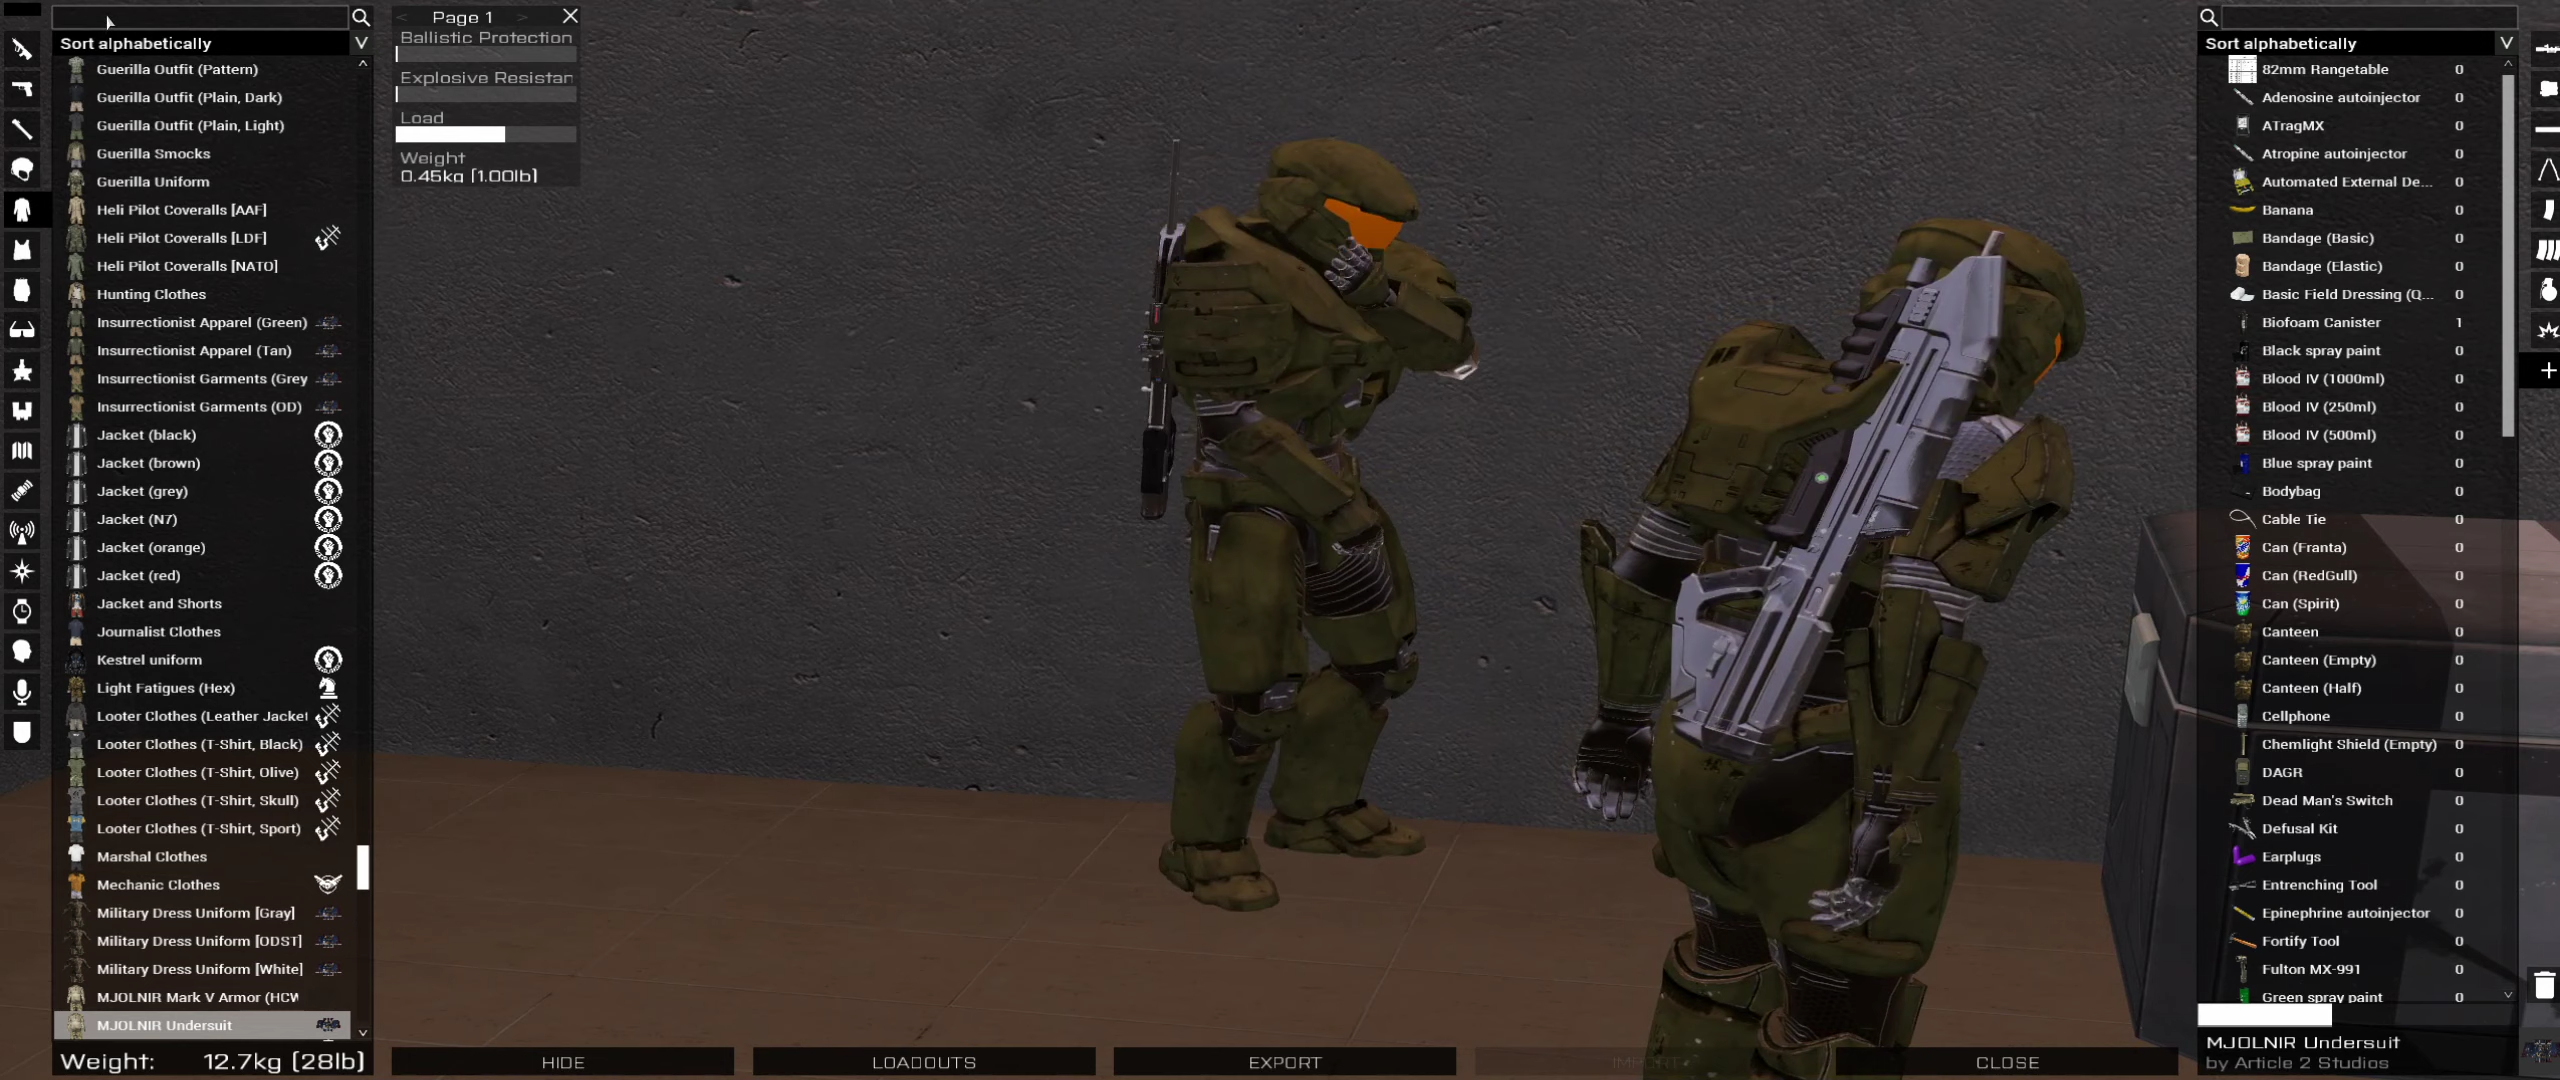 Sort alphabetically
Guerilla Outfit (Pattern)
Guerilla Outfit (Plain, Dark)
Guerilla Outfit (Plain, Light)
Guerilla Smocks
Guerilla Uniform
Heli Pilot Coveralls [AAF]
Heli Pilot Coveralls [LDF]
Heli Pilot Coveralls [NATO]
Hunting Clothes
Insurrectionist Apparel (Green)
Insurrectionist Apparel (Tan)
Insurrectionist Garments (Grey
Insurrectionist Garments (OD)
Jacket (black)
Jacket (brown)
Jacket (grey)
Jacket (N7)
Jacket (orange)
Jacket (red)
Jacket and Shorts
Journalist Clothes
Kestrel uniform
Light Fatigues (Hex)
Looter Clothes (Leather Jacket
Looter Clothes (T-Shirt, Black)
Looter Clothes (T-Shirt, Olive)
Looter Clothes (T-Shirt, Skull)
Looter Clothes (T-Shirt, Sport)
Marshal Clothes
Mechanic Clothes
Military Dress Uniform [Gray]
Military Dress Uniform [ODST]
Military Dress Uniform [White]
MJOLNIR Mark V Armor (HCW
MJOLNIR Undersuit
Weight: 12.7kg [28lb]
< Page 1 >
Ballistic Protection
Explosive Resistan
Load
Weight
0.45kg [1.00lb]
HIDE
LOADOUTS
EXPORT
IMPORT
CLOSE
Sort alphabetically
82mm Rangetable 0
Adenosine autoinjector 0
ATragMX 0
Atropine autoinjector 0
Automated External De... 0
Banana 0
Bandage (Basic) 0
Bandage (Elastic) 0
Basic Field Dressing (Q... 0
Biofoam Canister 1
Black spray paint 0
Blood IV (1000ml) 0
Blood IV (250ml) 0
Blood IV (500ml) 0
Blue spray paint 0
Bodybag 0
Cable Tie 0
Can (Franta) 0
Can (RedGull) 0
Can (Spirit) 0
Canteen 0
Canteen (Empty) 0
Canteen (Half) 0
Cellphone 0
Chemlight Shield (Empty) 0
DAGR 0
Dead Man's Switch 0
Defusal Kit 0
Earplugs 0
Entrenching Tool 0
Epinephrine autoinjector 0
Fortify Tool 0
Fulton MX-991 0
Green spray paint 0
MJOLNIR Undersuit
by Article 2 Studios